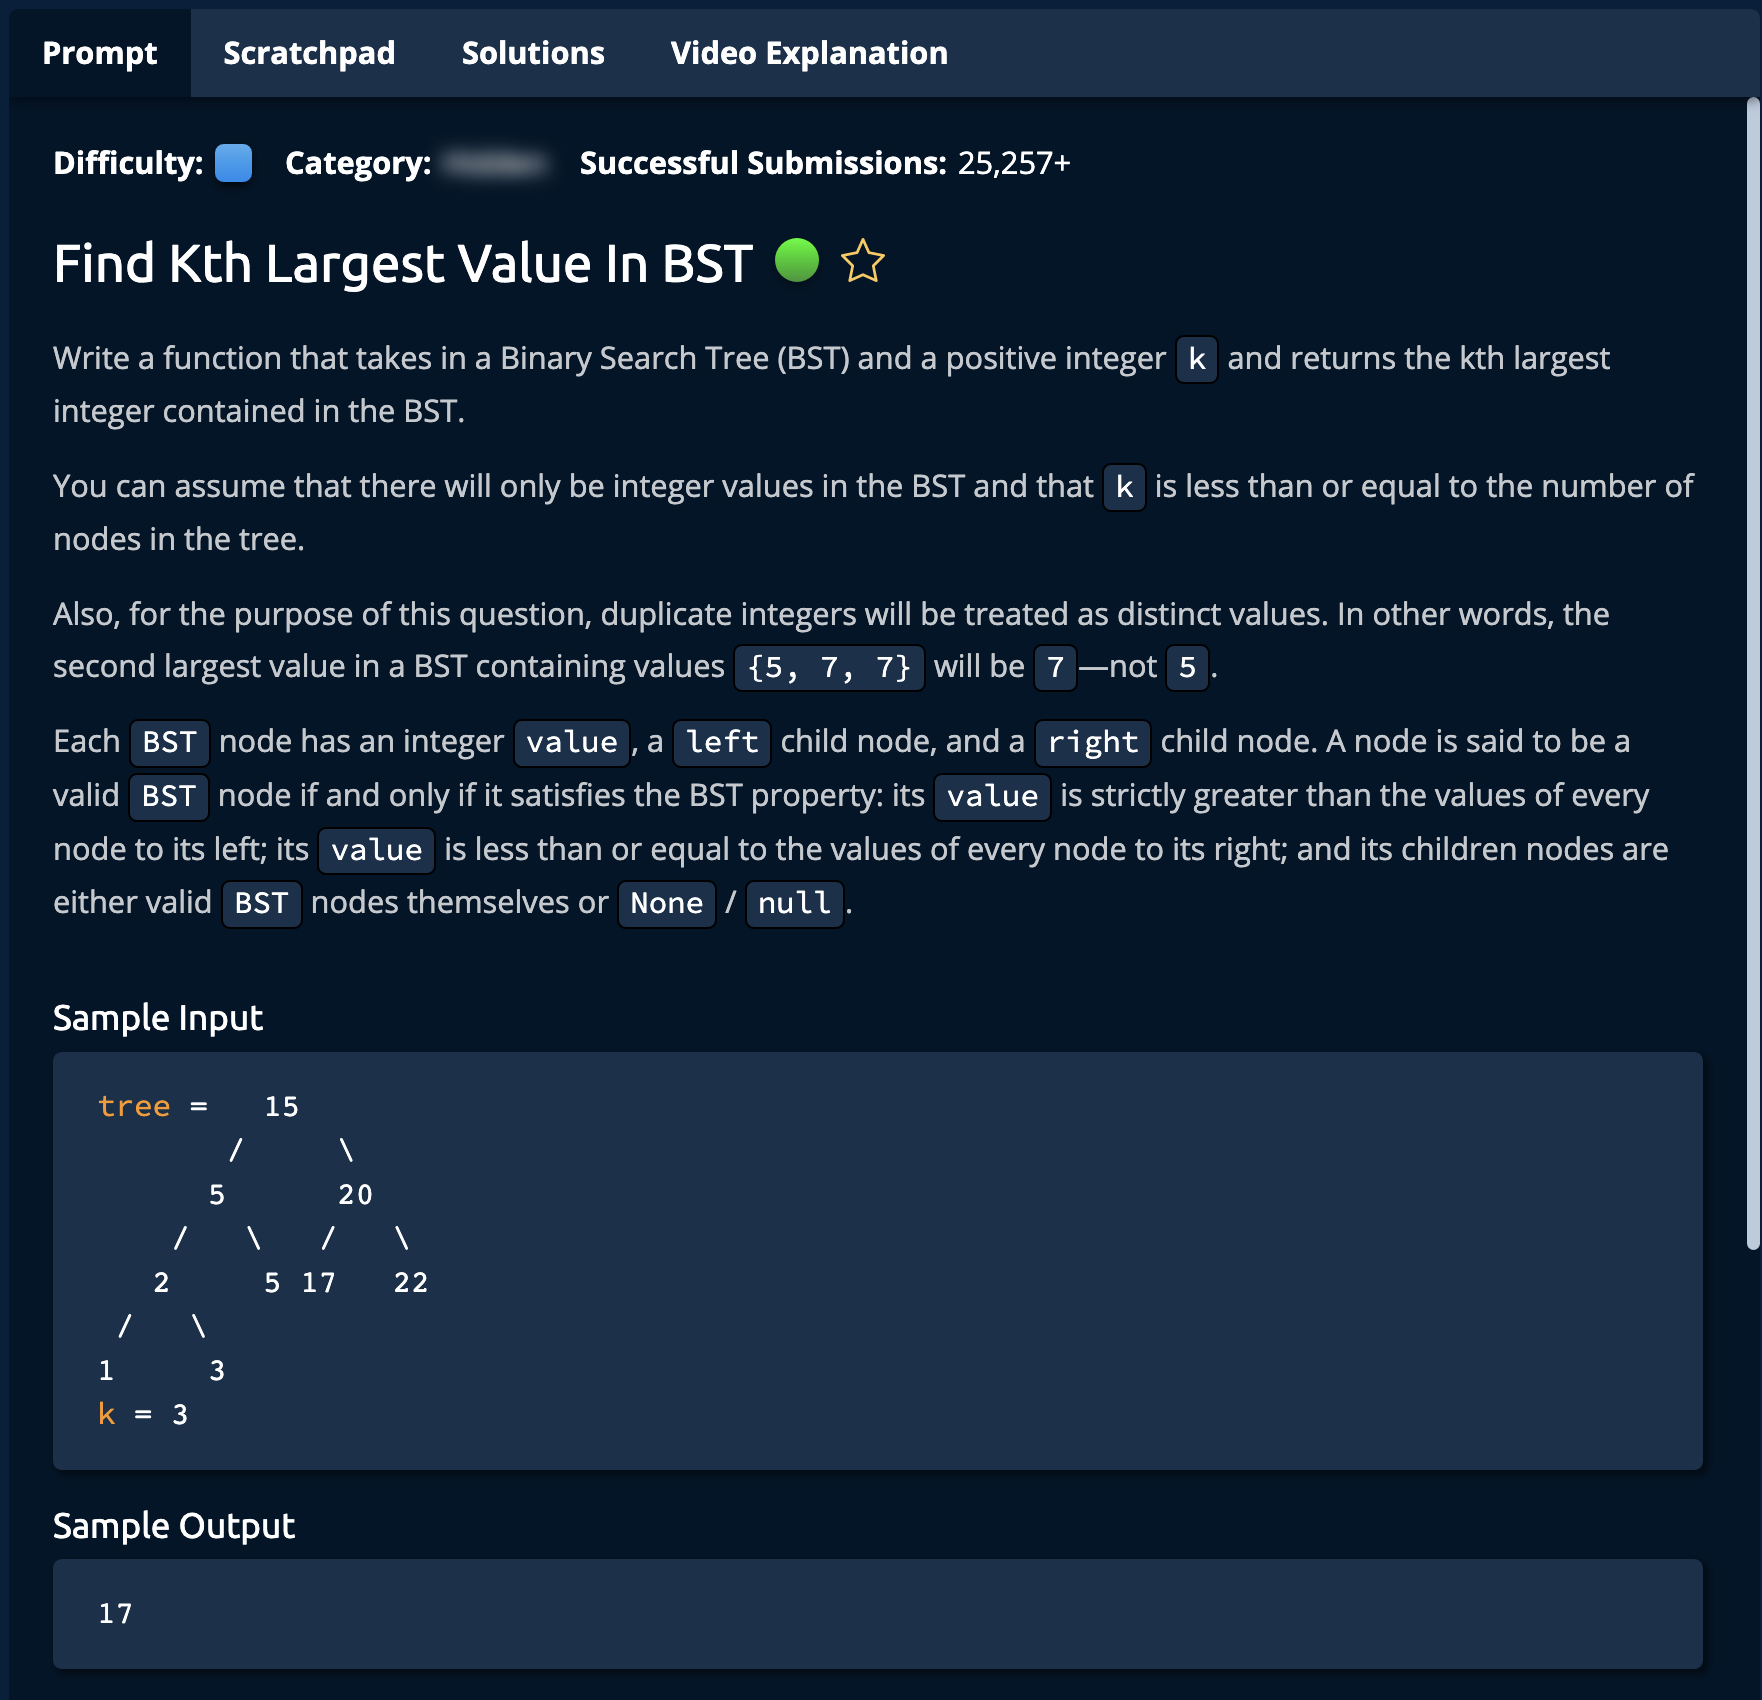 Prompt Scratchpad Solutions Video Explanation
Difficulty: Category: Successful Submissions: 25,257+
Find Kth Largest Value In BST
Write a function that takes in a Binary Search Tree (BST) and a positive integer k and returns the kth largest
integer contained in the BST.
You can assume that there will only be integer values in the BST and that k is less than or equal to the number of
nodes in the tree.
Also, for the purpose of this question, duplicate integers will be treated as distinct values. In other words, the
second largest value in a BST containing values {5, 7, 7} will be 7—not 5.
Each BST node has an integer value, a left child node, and a right child node. A node is said to be a
valid BST node if and only if it satisfies the BST property: its value is strictly greater than the values of every
node to its left; its value is less than or equal to the values of every node to its right; and its children nodes are
either valid BST nodes themselves or None / null.
Sample Input
tree =   15
       /     \
      5      20
    /   \   /   \
   2     5 17   22
 /   \
1     3
k = 3
Sample Output
17